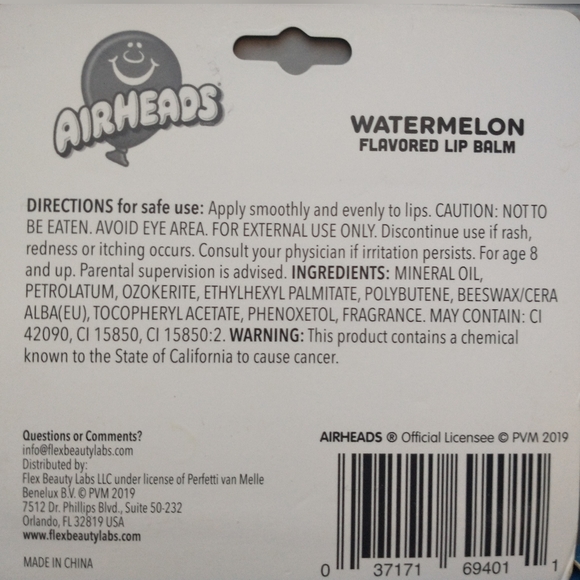 AIRHEADS
WATERMELON
FLAVORED LIP BALM
DIRECTIONS for safe use: Apply smoothly and evenly to lips. CAUTION: NOT TO
BE EATEN. AVOID EYE AREA. FOR EXTERNAL USE ONLY. Discontinue use if rash,
redness or itching occurs. Consult your physician if irritation persists. For age 8
and up. Parental supervision is advised. INGREDIENTS: MINERAL OIL,
PETROLATUM, OZOKERITE, ETHYLHEXYL PALMITATE, POLYBUTENE, BEESWAX/CERA
ALBA(EU), TOCOPHERYL ACETATE, PHENOXETOL, FRAGRANCE. MAY CONTAIN: CI
42090, CI 15850, CI 15850:2. WARNING: This product contains a chemical
known to the State of California to cause cancer.
Questions or Comments?
info@flexbeautylabs.com
Distributed by:
Flex Beauty Labs LLC under license of Perfetti van Melle
Benelux B.V. © PVM 2019
7512 Dr. Phillips Blvd., Suite 50-232
Orlando, FL 32819 USA
www.flexbeautylabs.com
MADE IN CHINA
AIRHEADS ® Official Licensee © PVM 2019
0 37171 69401 1